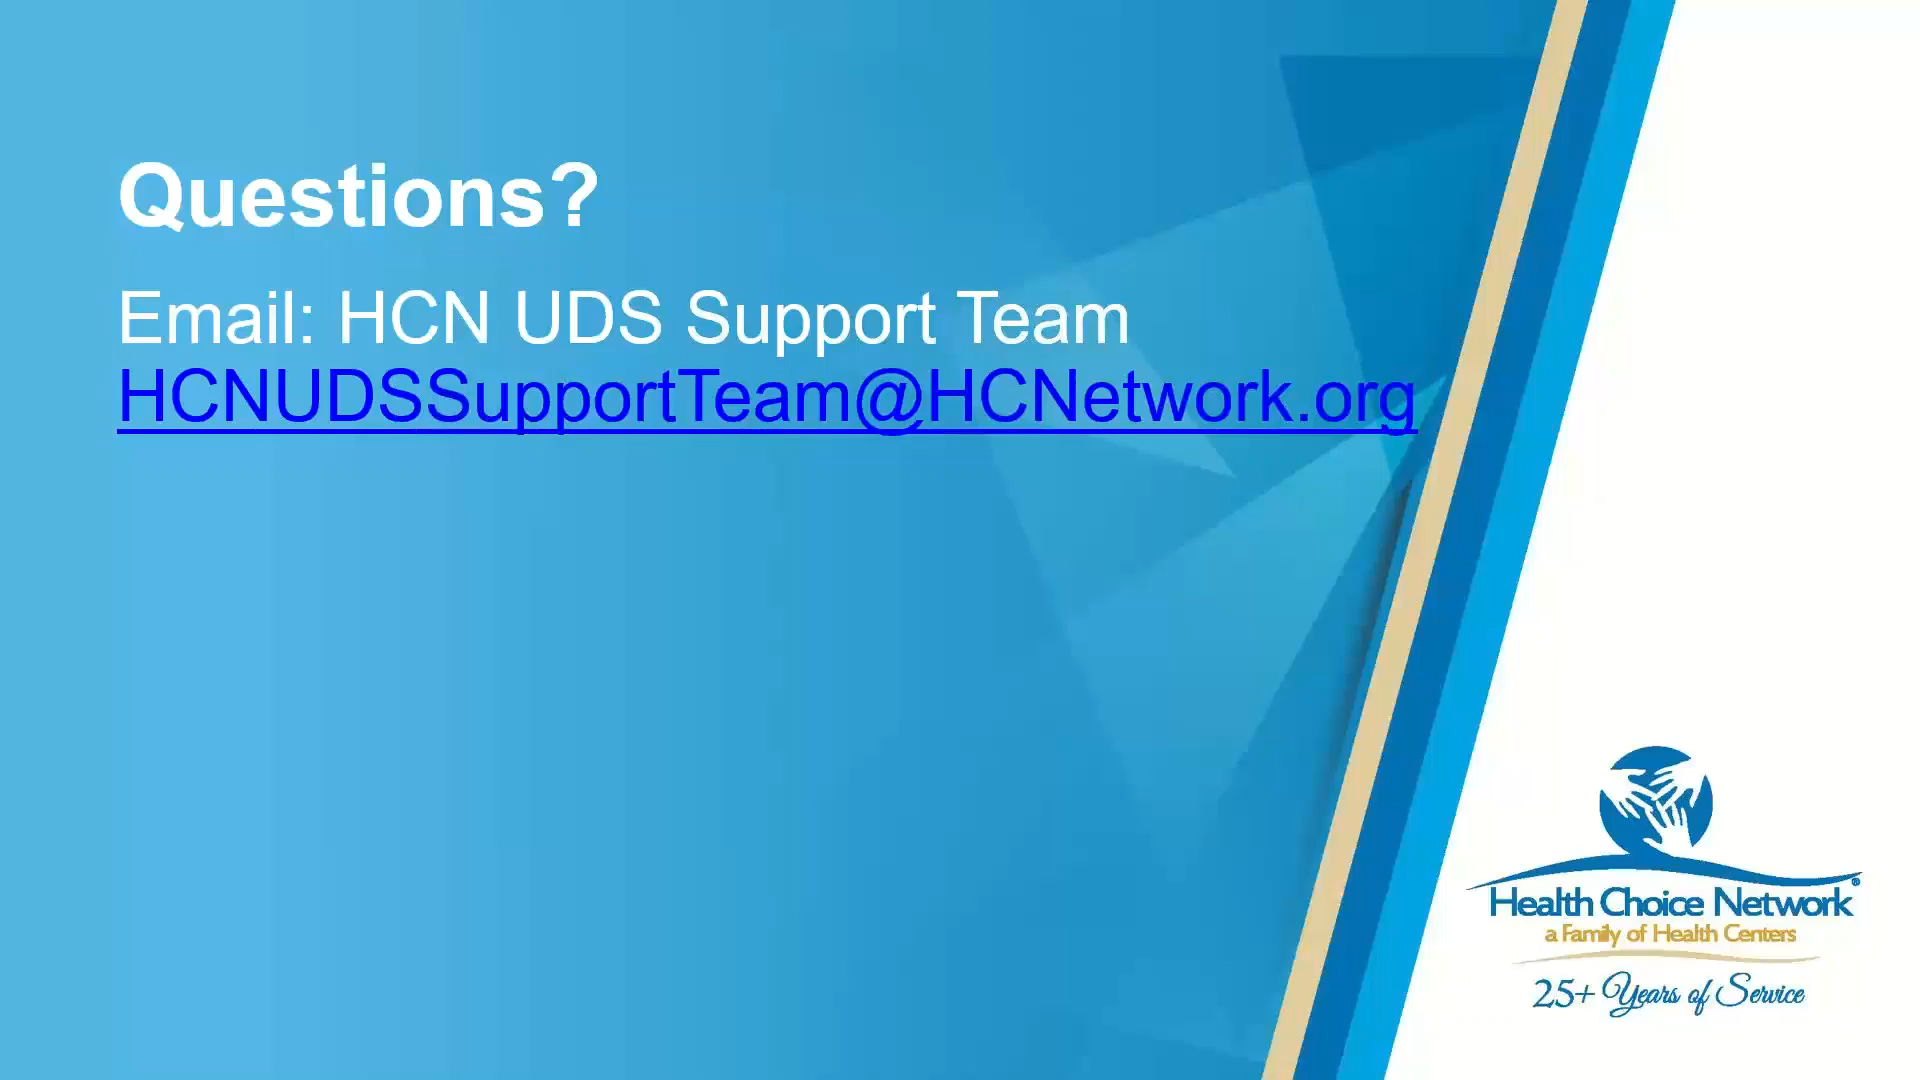 Questions?
Email: HCN UDS Support Team
HCNUDSSupportTeam@HCNetwork.org
Health Choice Network®
a Family of Health Centers
25+ Years of Service